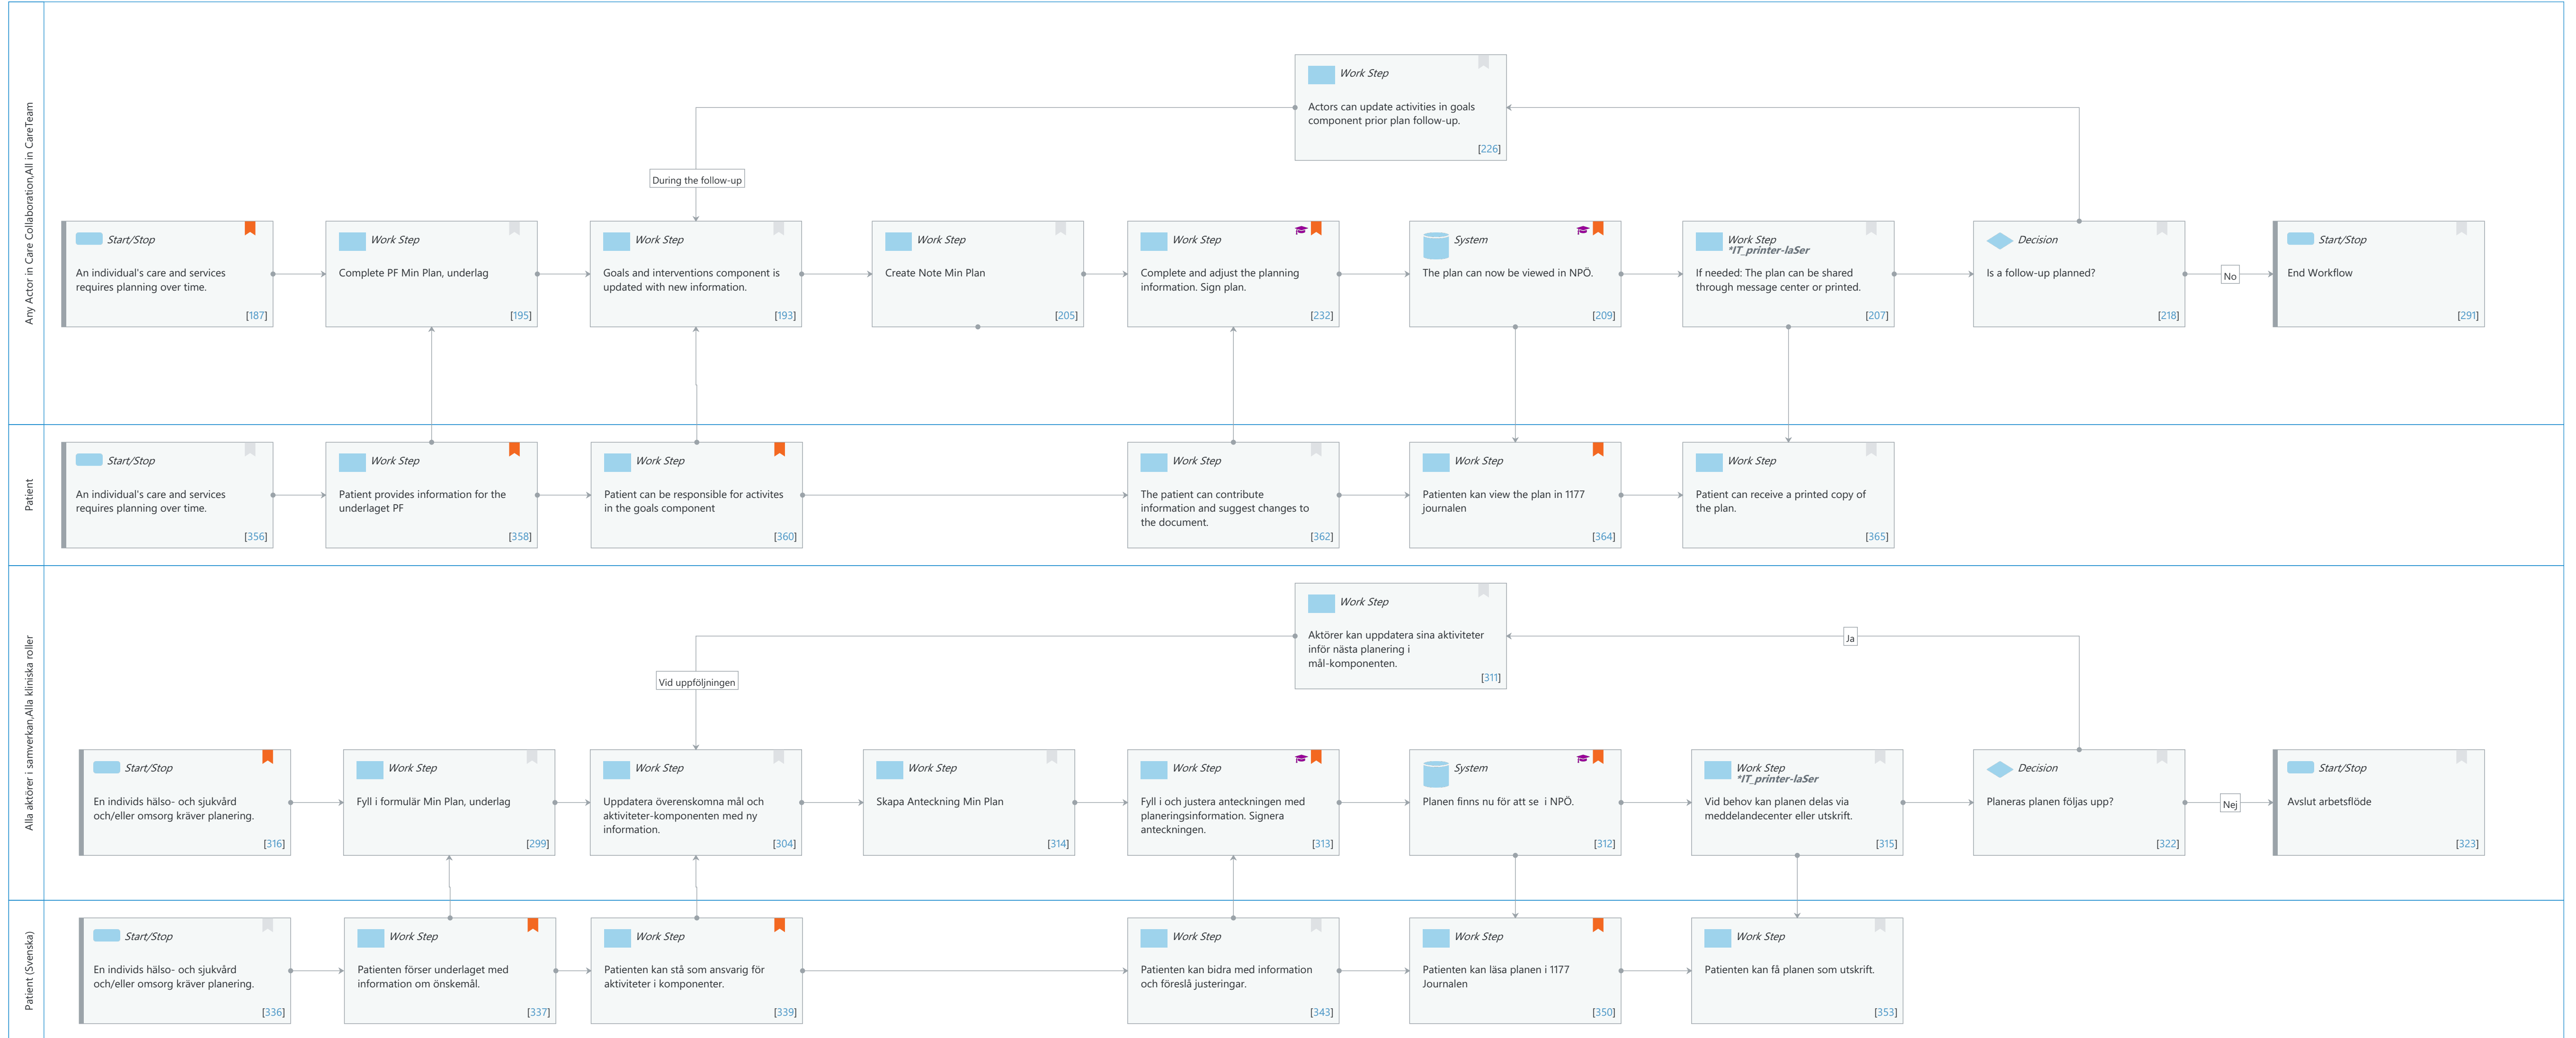 Any Actor in Care Collaboration,All in CareTeam
Work Step
Actors can update activities in goals
component prior plan follow-up.
[226]
During the follow-up
Start/Stop
An individual's care and services
requires planning over time.
[187]
Work Step
Complete PF Min Plan, underlag
[195]
Work Step
Goals and interventions component is
updated with new information.
[193]
Work Step
Create Note Min Plan
[205]
Work Step
Complete and adjust the planning
information. Sign plan.
[232]
System
The plan can now be viewed in NPÖ.
[209]
Work Step
*IT_printer-laSer
If needed: The plan can be shared
through message center or printed.
[207]
Decision
Is a follow-up planned?
[218]
No
Start/Stop
End Workflow
[291]
Patient
Start/Stop
An individual's care and services
requires planning over time.
[356]
Work Step
Patient provides information for the
underlaget PF
[358]
Work Step
Patient can be responsible for activites
in the goals component
[360]
Work Step
The patient can contribute
information and suggest changes to
the document.
[362]
Work Step
Patienten kan view the plan in 1177
journalen
[364]
Work Step
Patient can receive a printed copy of
the plan.
[365]
Alla aktörer i samverkan,Alla kliniska roller
Work Step
Aktörer kan uppdatera sina aktiviteter
inför nästa planering i
mål-komponenten.
[311]
Ja
Vid uppföljningen
Start/Stop
En individs hälso- och sjukvård
och/eller omsorg kräver planering.
[316]
Work Step
Fyll i formulär Min Plan, underlag
[299]
Work Step
Uppdatera överenskomna mål och
aktiviteter-komponenten med ny
information.
[304]
Work Step
Skapa Anteckning Min Plan
[314]
Work Step
Fyll i och justera anteckningen med
planeringsinformation. Signera
anteckningen.
[313]
System
Planen finns nu för att se  i NPÖ.
[312]
Work Step
*IT_printer-laSer
Vid behov kan planen delas via
meddelandecenter eller utskrift.
[315]
Decision
Planeras planen följas upp?
[322]
Nej
Start/Stop
Avslut arbetsflöde
[323]
Patient (Svenska)
Start/Stop
En individs hälso- och sjukvård
och/eller omsorg kräver planering.
[336]
Work Step
Patienten förser underlaget med
information om önskemål.
[337]
Work Step
Patienten kan stå som ansvarig för
aktiviteter i komponenter.
[339]
Work Step
Patienten kan bidra med information
och föreslå justeringar.
[343]
Work Step
Patienten kan läsa planen i 1177
Journalen
[350]
Work Step
Patienten kan få planen som utskrift.
[353]